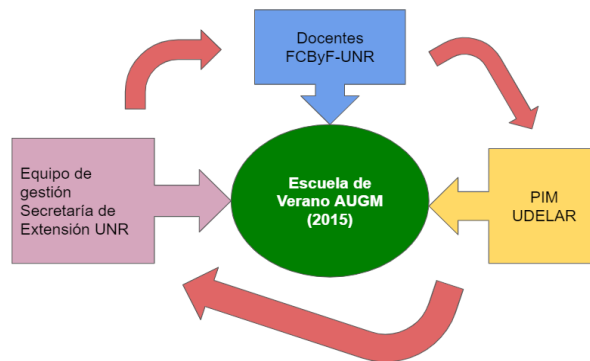 Docentes
FCByF-UNR
Equipo de
gestión
Secretaría de
Extensión UNR
Escuela de
Verano AUGM
(2015)
PIM
UDELAR